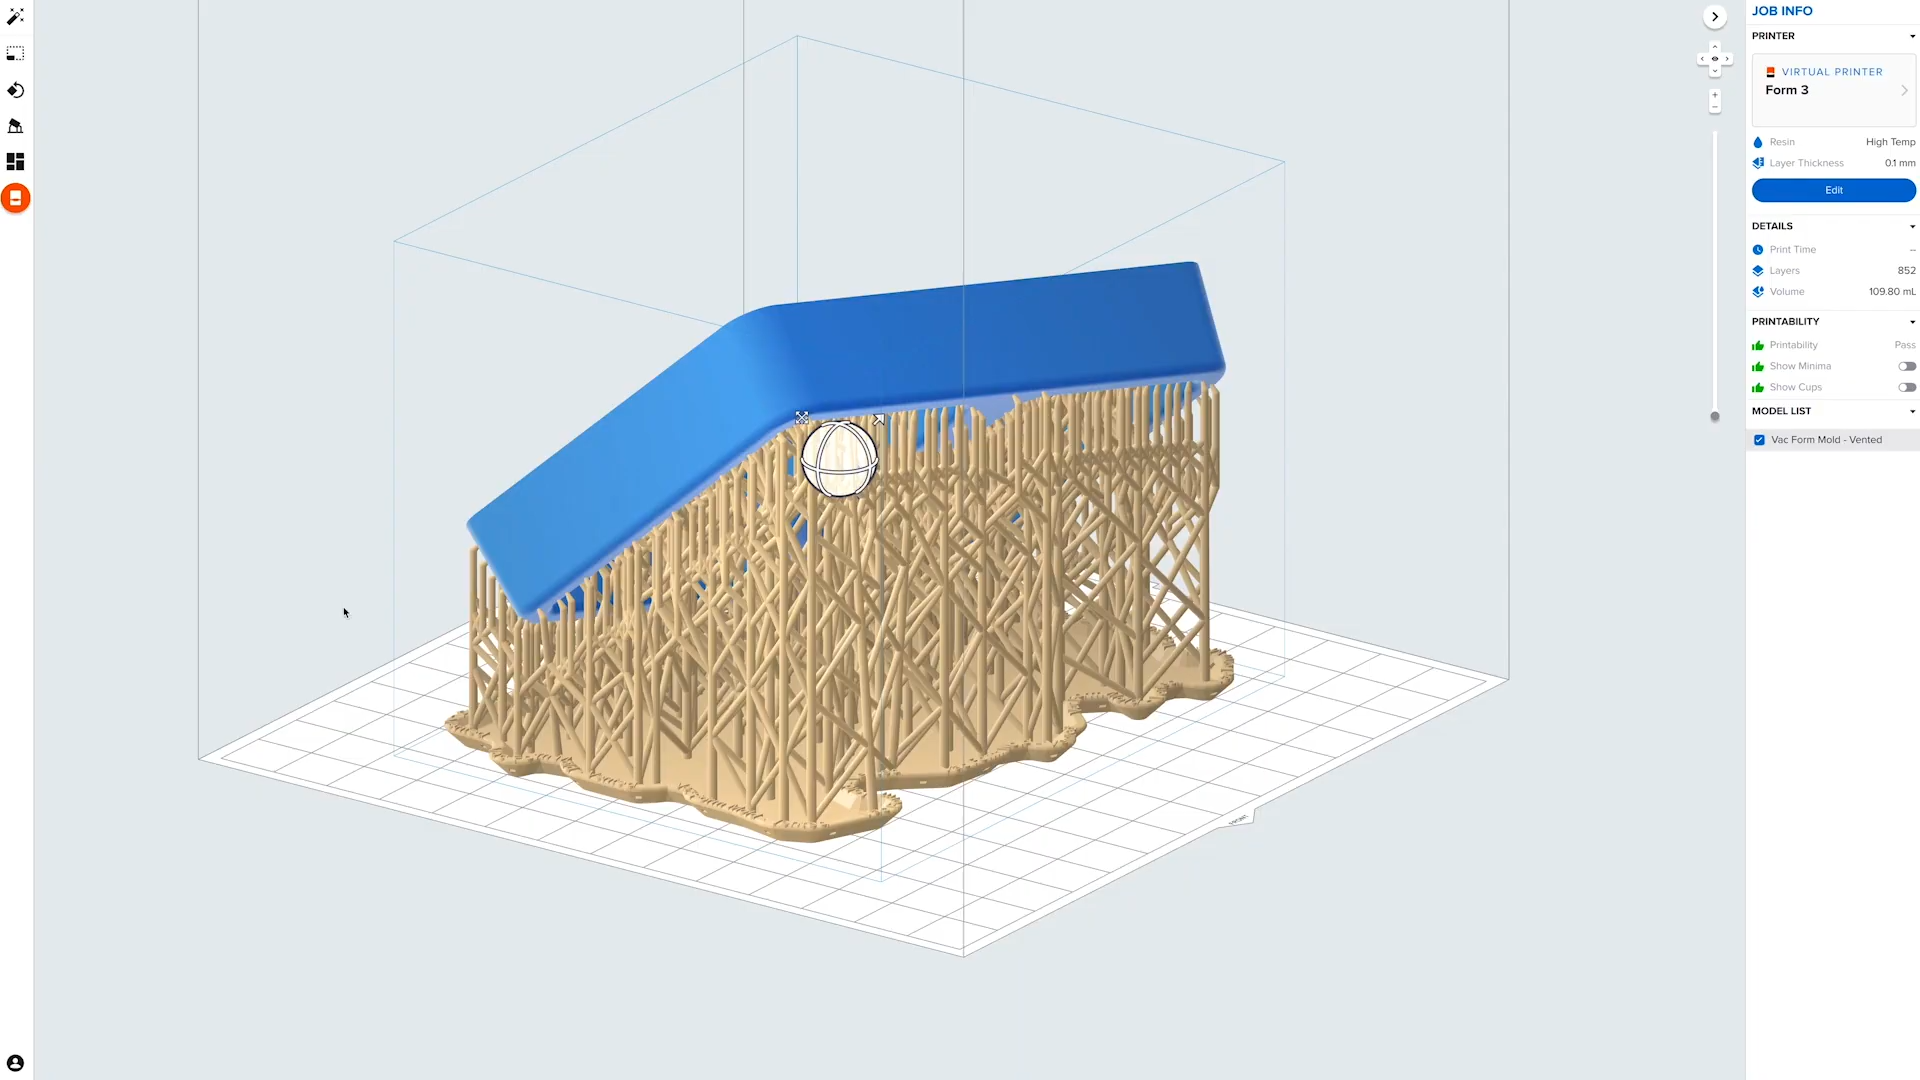 JOB INFO
PRINTER
VIRTUAL PRINTER
Form 3
Resin High Temp
Layer Thickness 0.1 mm
Edit
DETAILS
Print Time --
Layers 852
Volume 109.80 mL
PRINTABILITY
Printability Pass
Show Minima
Show Cups
MODEL LIST
Vac Form Mold - Vented
FRONT